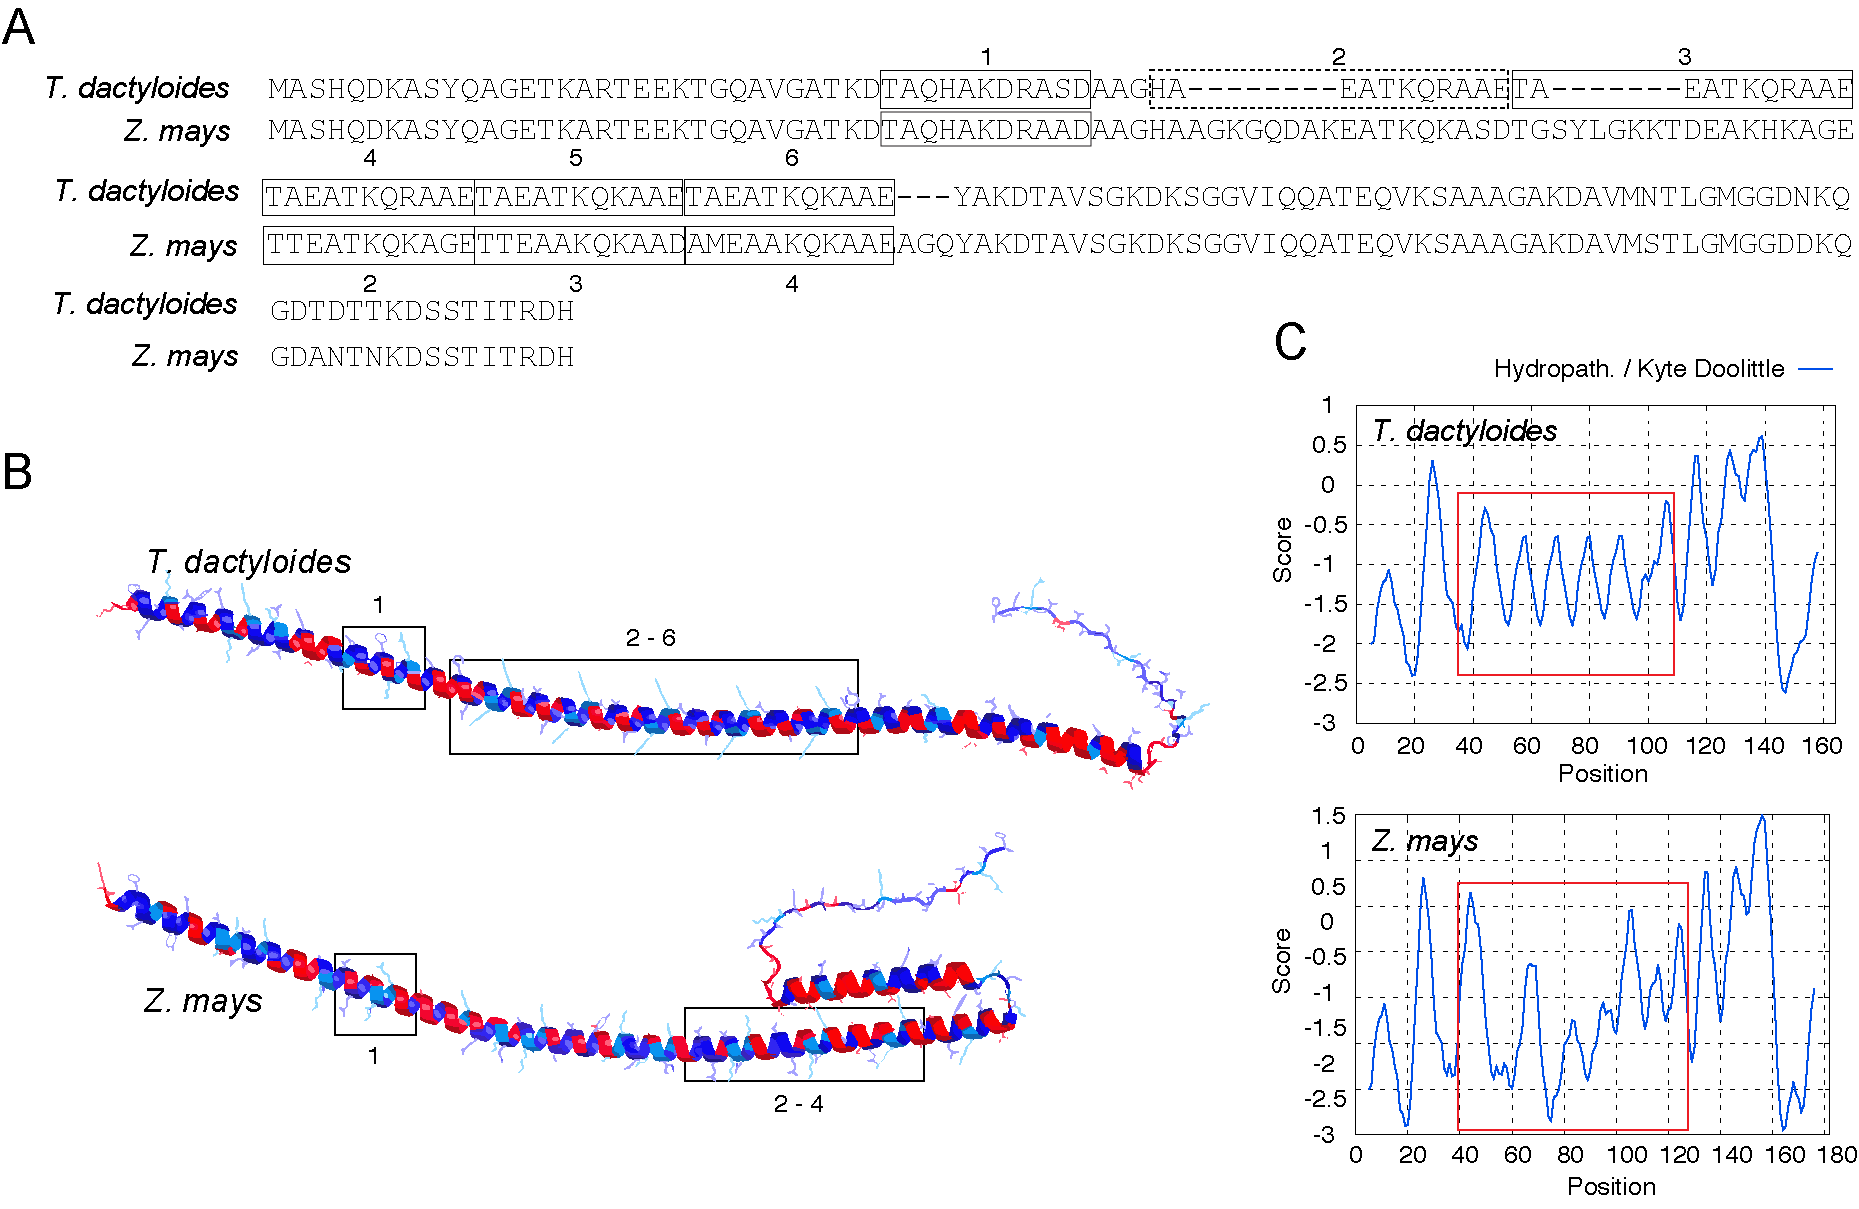 A
1 2 3
T. dactyloides MASHQDKASYQAGETKARTEEKTGQAVGATKDTAQHAKDRASDAAGHA--------EATKQRAAETA-------EATKQRAAE
Z. mays MASHQDKASYQAGETKARTEEKTGQAVGATKDTAQHAKDRAADAAGHAAGKGQDAKEATKQKASDTGSYLGKKTDEAKHKAGE
4 5 6
T. dactyloides TAEATKQRAAETAEATKQKAAETAEATKQKAAE---YAKDTAVSGKDKSGGVIQQATEQVKSAAAGAKDAVMNTLGMGGDNKQ
Z. mays TTEATKQKAGETTEAAKQKAADAMEAAKQKAAEAGQYAKDTAVSGKDKSGGVIQQATEQVKSAAAGAKDAVMSTLGMGGDDKQ
2 3 4
T. dactyloides GDTDTTKDSSTITRDH
Z. mays GDANTNKDSSTITRDH
B
T. dactyloides
1
2 - 6
Z. mays
1
2 - 4
C
Hydropath. / Kyte Doolittle
T. dactyloides
1
0.5
0
-0.5
-1
-1.5
-2
-2.5
-3
Score
0 20 40 60 80 100 120 140 160
Position
Z. mays
1.5
1
0.5
0
-0.5
-1
-1.5
-2
-2.5
-3
Score
0 20 40 60 80 100 120 140 160 180
Position